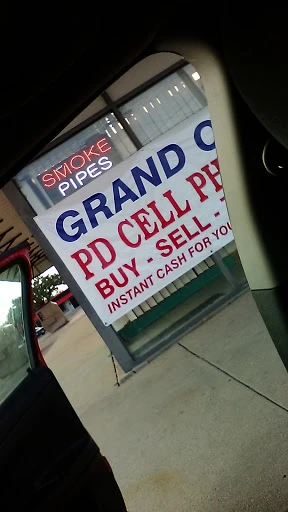 SMOKE
PIPES
GRAND
PD CELL
BUY - SELL -
INSTANT CASH FOR